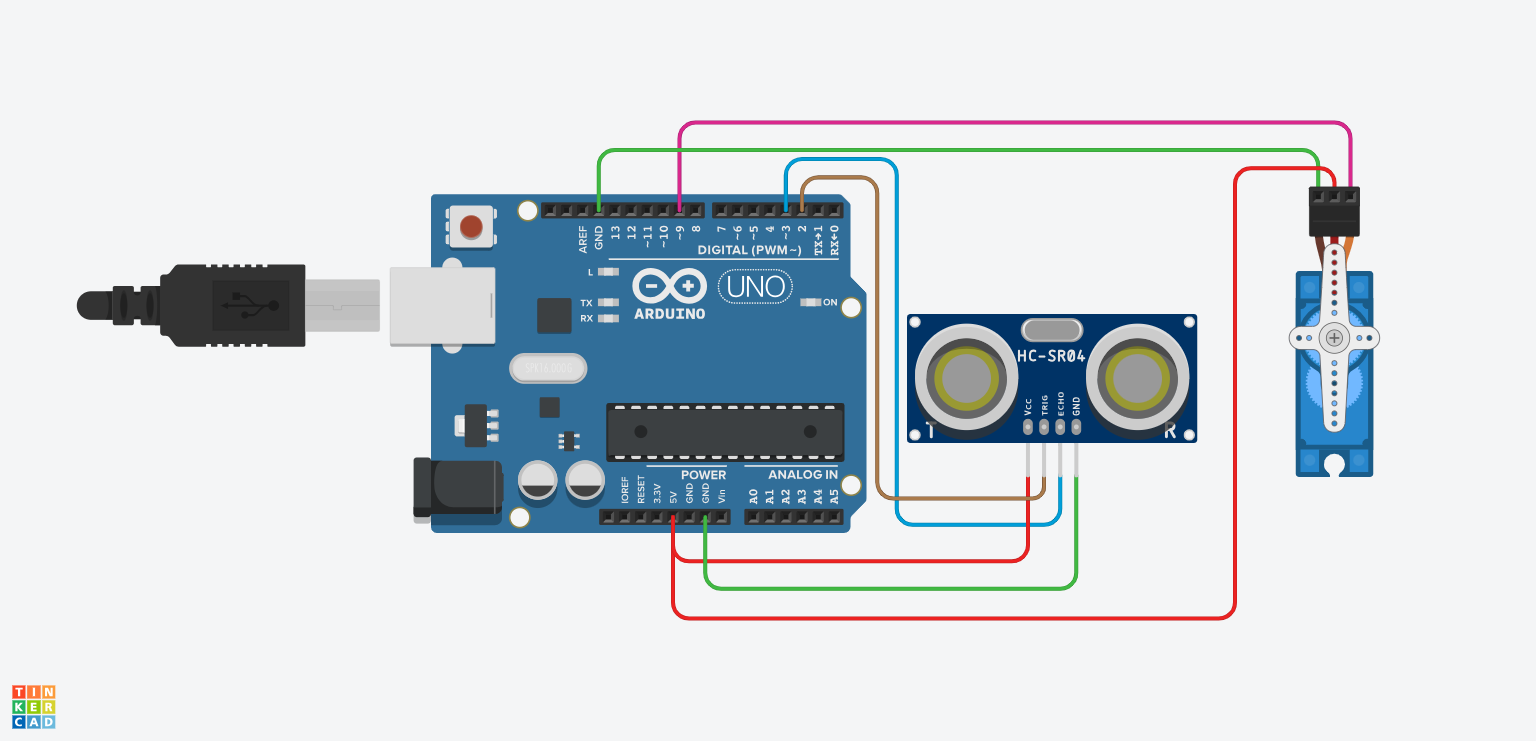 AREF
GND
13
12
~11
~10
~9
8
7
~6
~5
4
~3
2
TX→1
RX←0
DIGITAL (PWM~)
L
TX
RX
ARDUINO
UNO
ON
HC-SR04
VCC
TRIG
ECHO
GND
T
R
POWER
ANALOG IN
IOREF
RESET
3.3V
5V
GND
GND
Vin
A0
A1
A2
A3
A4
A5
TIN
KER
CAD